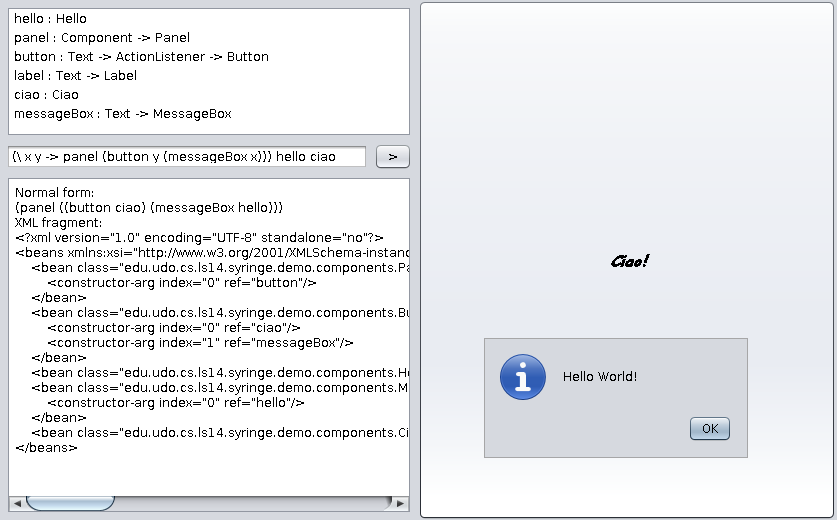 hello : Hello
panel : Component -> Panel
button : Text -> ActionListener -> Button
label : Text -> Label
ciao : Ciao
messageBox : Text -> MessageBox
(\ x y -> panel (button y (messageBox x))) hello ciao
>
Normal form:
(panel ((button ciao) (messageBox hello)))
XML fragment:
<?xml version="1.0" encoding="UTF-8" standalone="no"?>
<beans xmlns:xsi="http://www.w3.org/2001/XMLSchema-instanc
<bean class="edu.udo.cs.ls14.syringe.demo.components.Pa
<constructor-arg index="0" ref="button"/>
</bean>
<bean class="edu.udo.cs.ls14.syringe.demo.components.Bu
<constructor-arg index="0" ref="ciao"/>
<constructor-arg index="1" ref="messageBox"/>
</bean>
<bean class="edu.udo.cs.ls14.syringe.demo.components.He
<bean class="edu.udo.cs.ls14.syringe.demo.components.M
<constructor-arg index="0" ref="hello"/>
</bean>
<bean class="edu.udo.cs.ls14.syringe.demo.components.Ci
</beans>
Ciao!
Hello World!
OK